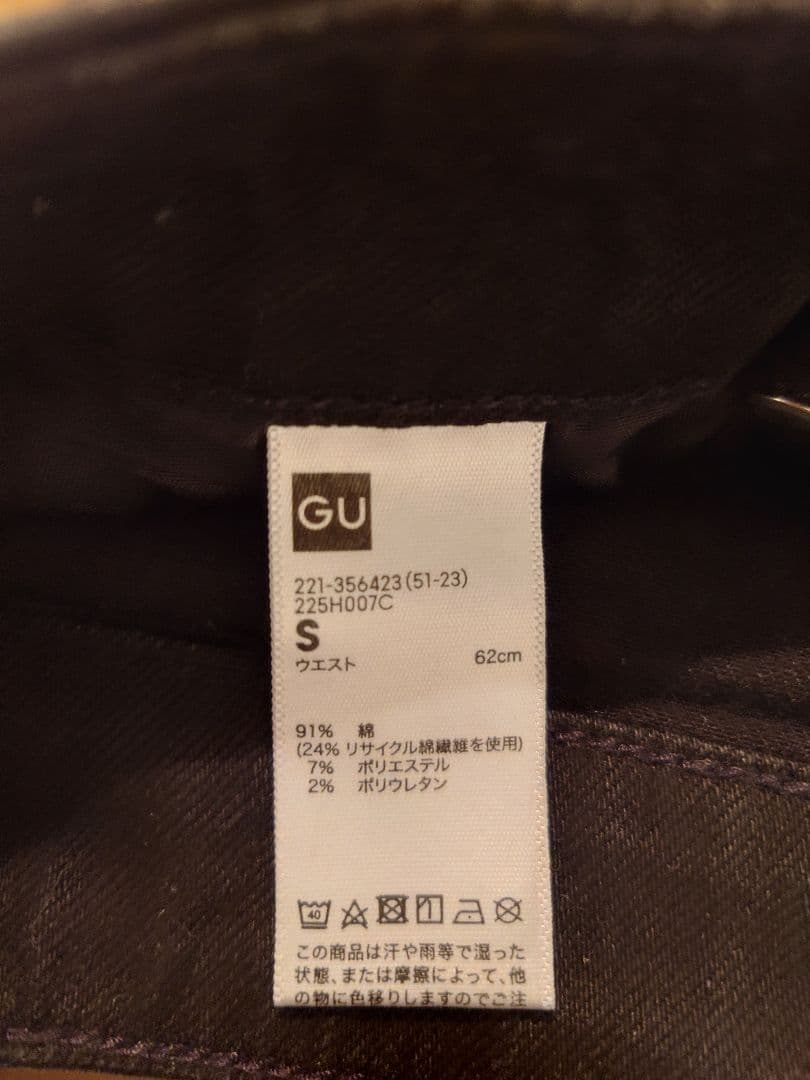 GU
221-356423(51-23)
225H007C
S
ウエスト 62cm
91% 綿
(24% リサイクル綿繊維を使用)
7% ポリエステル
2% ポリウレタン
40
この商品は汗や雨等で湿った
状態、または摩擦によって、他
の物に色移りしますのでご注